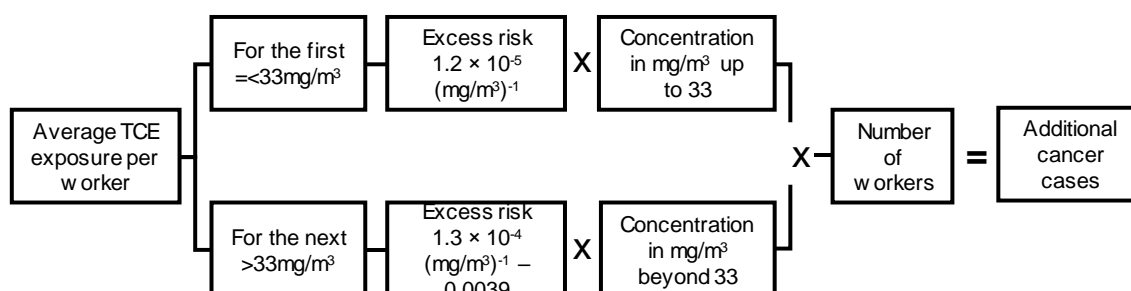 Average TCE
exposure per
worker
For the first
=<33mg/m³
Excess risk
1.2 × 10⁻⁵
(mg/m³)⁻¹
X
Concentration
in mg/m³ up
to 33
For the next
>33mg/m³
Excess risk
1.3 × 10⁻⁴
(mg/m³)⁻¹ –
0.0039
X
Concentration
in mg/m³
beyond 33
X
Number
of
workers
=
Additional
cancer
cases